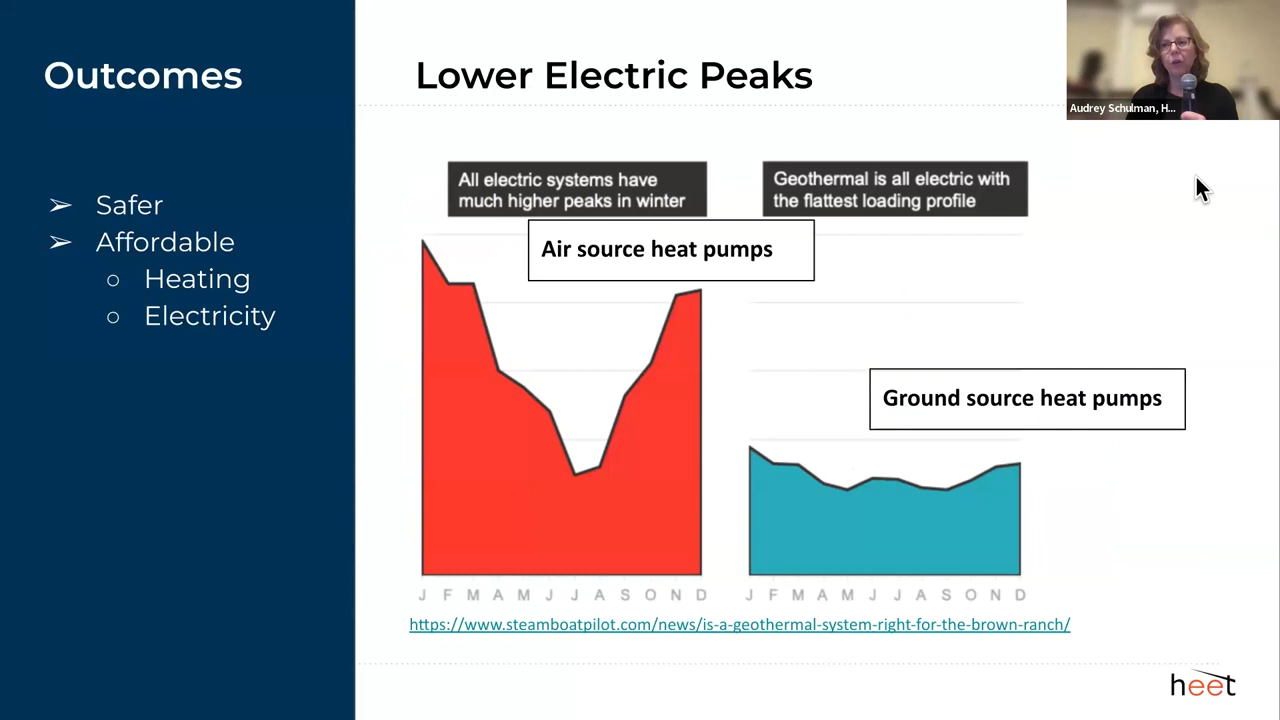 Outcomes
➢ Safer
➢ Affordable
○ Heating
○ Electricity
Lower Electric Peaks
All electric systems have
much higher peaks in winter
Geothermal is all electric with
the flattest loading profile
Air source heat pumps
Ground source heat pumps
J F M A M J J A S O N D
J F M A M J J A S O N D
https://www.steamboatpilot.com/news/is-a-geothermal-system-right-for-the-brown-ranch/
Audrey Schulman, H...
heet